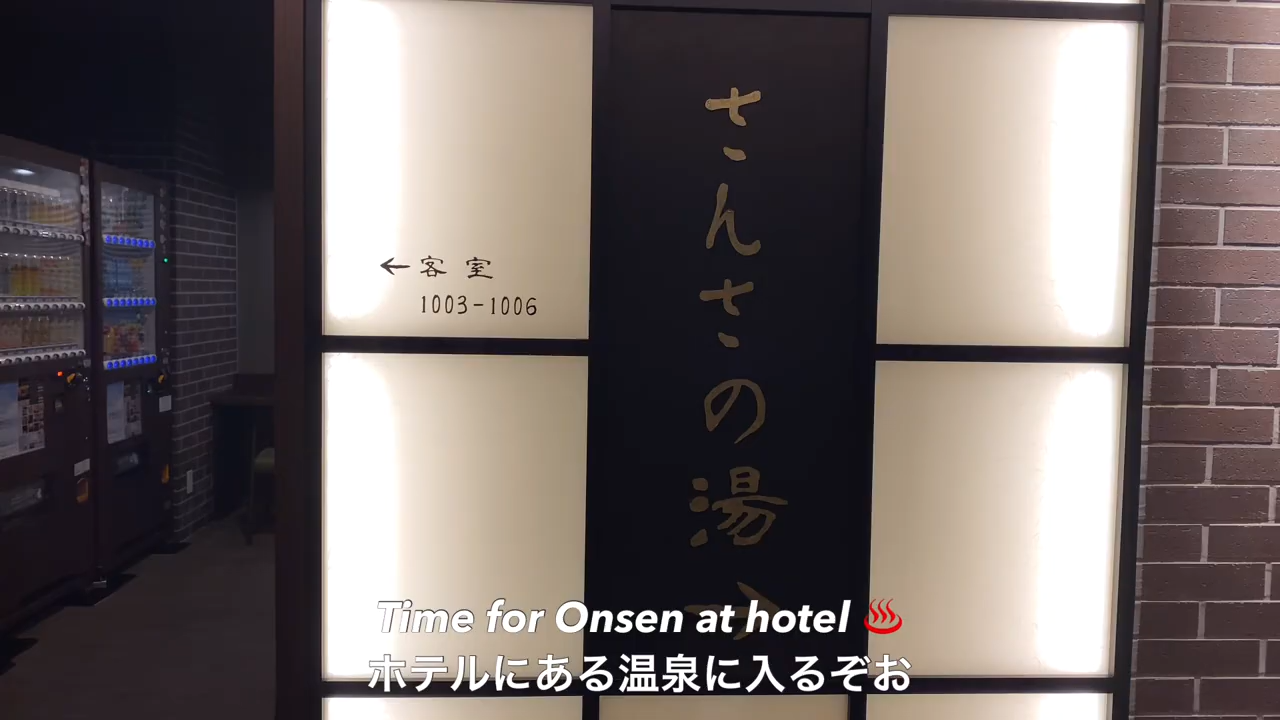 さんさの湯
→
← 客室
1003-1006
Time for Onsen at hotel ♨
ホテルにある温泉に入るぞお